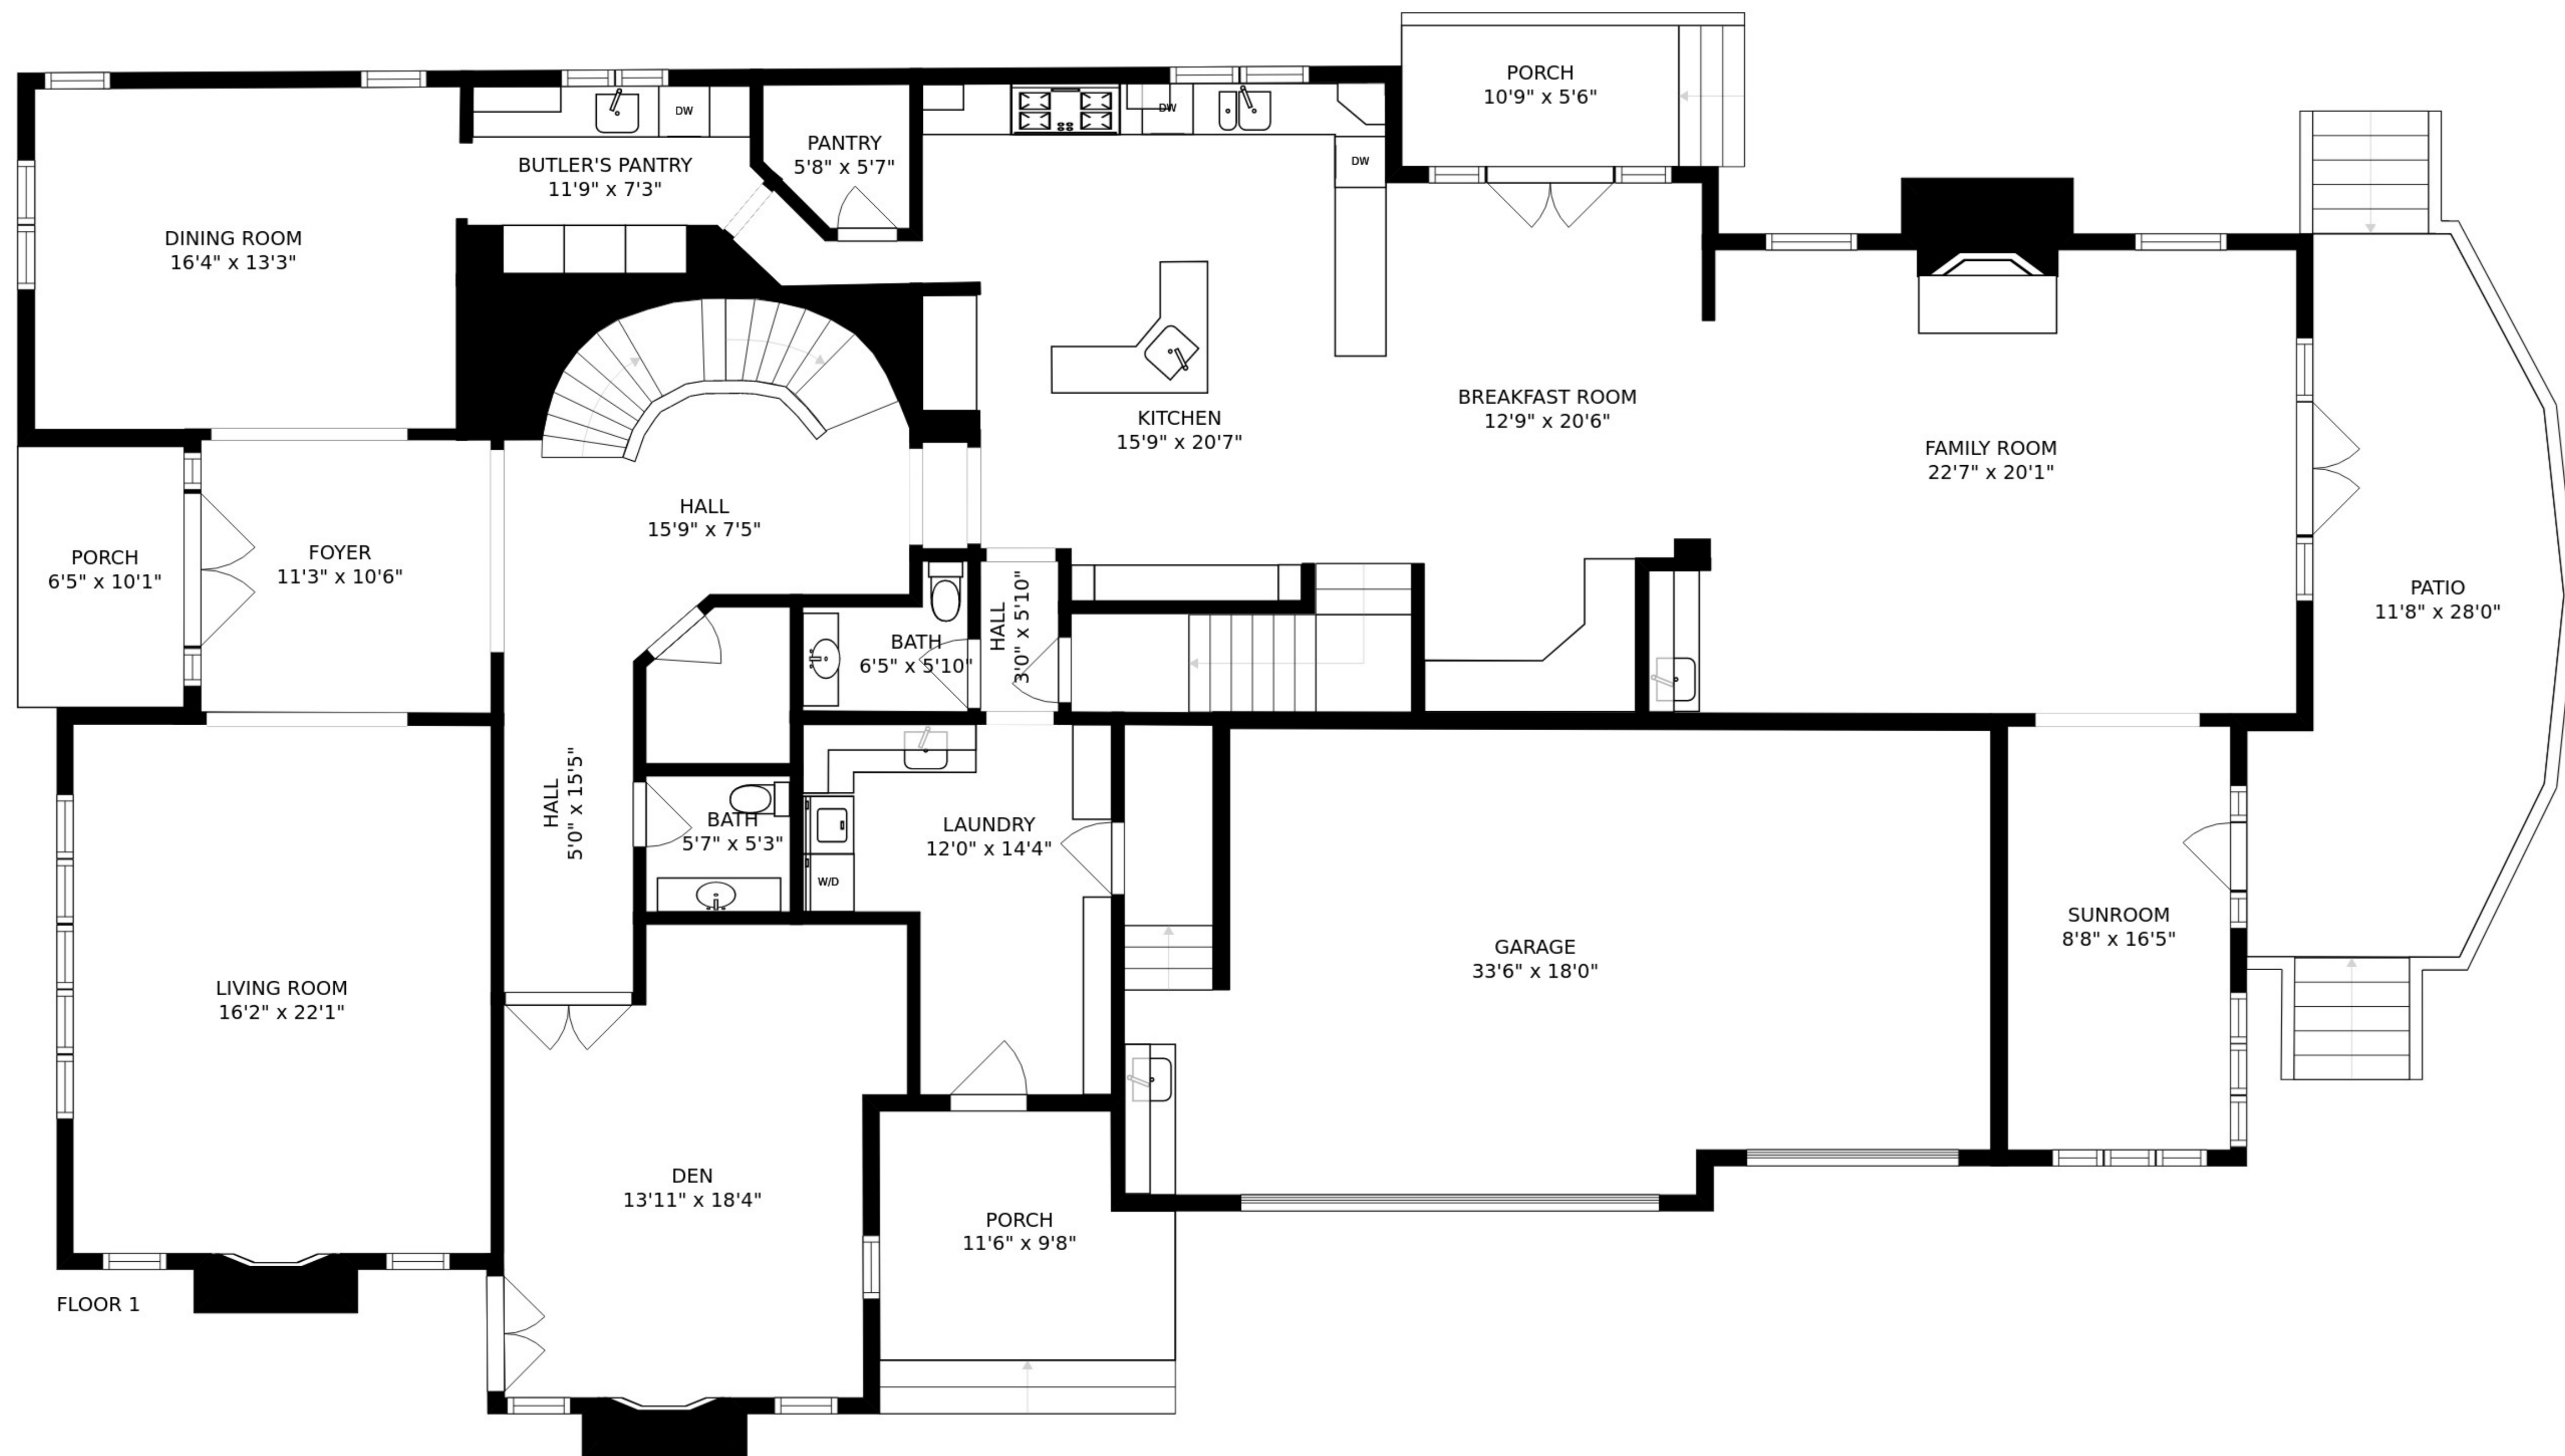 PORCH
10'9" x 5'6"
DW
DW
DW
PANTRY
5'8" x 5'7"
BUTLER'S PANTRY
11'9" x 7'3"
DINING ROOM
16'4" x 13'3"
KITCHEN
15'9" x 20'7"
BREAKFAST ROOM
12'9" x 20'6"
FAMILY ROOM
22'7" x 20'1"
HALL
15'9" x 7'5"
PORCH
6'5" x 10'1"
FOYER
11'3" x 10'6"
PATIO
11'8" x 28'0"
BATH
6'5" x 5'10"
HALL
3'0" x 5'10"
HALL
5'0" x 15'5"
BATH
5'7" x 5'3"
LAUNDRY
12'0" x 14'4"
W/D
SUNROOM
8'8" x 16'5"
GARAGE
33'6" x 18'0"
LIVING ROOM
16'2" x 22'1"
DEN
13'11" x 18'4"
PORCH
11'6" x 9'8"
FLOOR 1